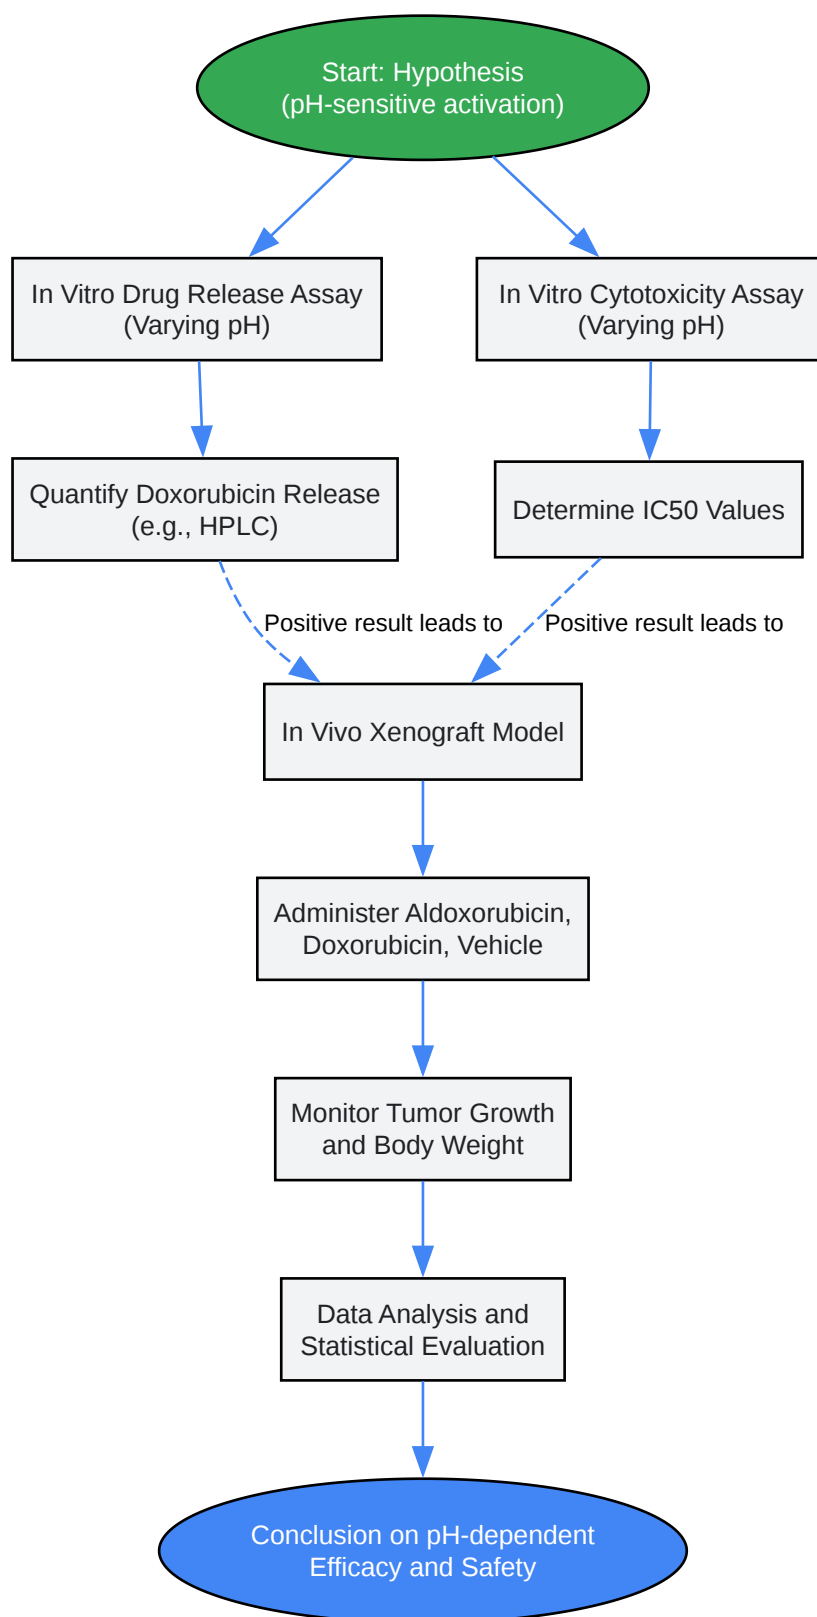 Start: Hypothesis
(pH-sensitive activation)
In Vitro Drug Release Assay
(Varying pH)
In Vitro Cytotoxicity Assay
(Varying pH)
Quantify Doxorubicin Release
(e.g., HPLC)
Determine IC50 Values
Positive result leads to
Positive result leads to
In Vivo Xenograft Model
Administer Aldoxorubicin,
Doxorubicin, Vehicle
Monitor Tumor Growth
and Body Weight
Data Analysis and
Statistical Evaluation
Conclusion on pH-dependent
Efficacy and Safety